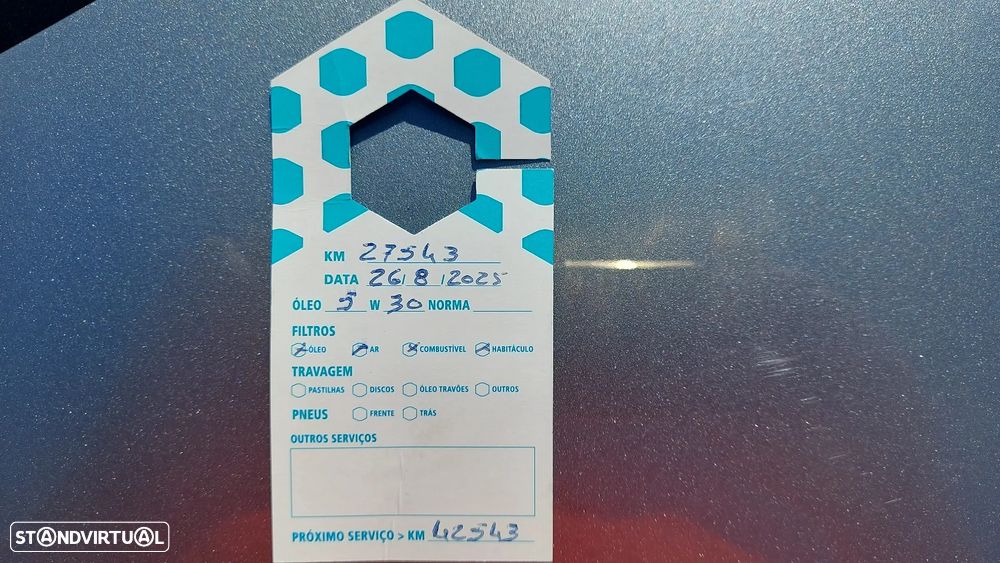 KM 27543
DATA 26/8/2025
ÓLEO 5 W 30 NORMA
FILTROS
ÓLEO AR COMBUSTÍVEL HABITÁCULO
TRAVAGEM
PASTILHAS DISCOS ÓLEO TRAVÕES OUTROS
PNEUS FRENTE TRÁS
OUTROS SERVIÇOS
PRÓXIMO SERVIÇO > KM 42543
STANDVIRTUAL